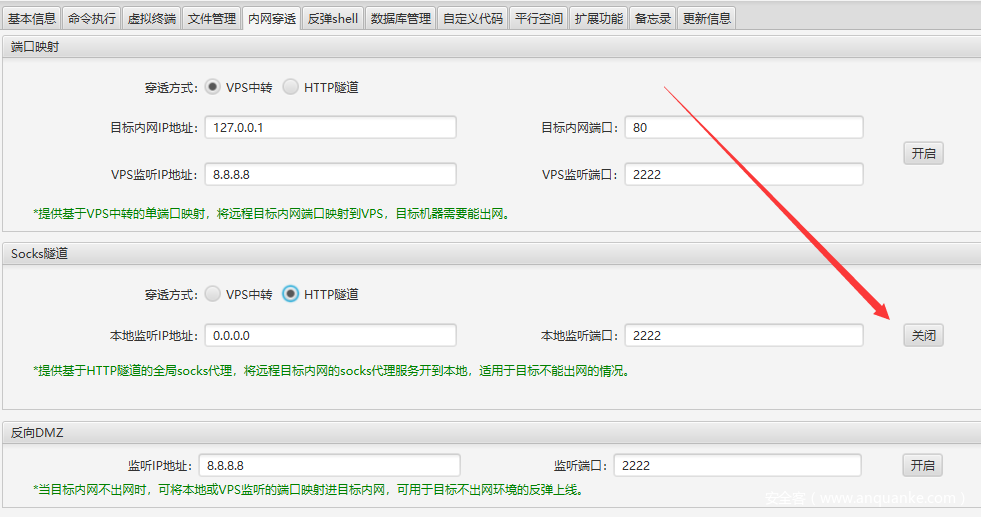 基本信息 命令执行 虚拟终端 文件管理 内网穿透 反弹shell 数据库管理 自定义代码 平行空间 扩展功能 备忘录 更新信息
端口映射
穿透方式: VPS中转 HTTP隧道
目标内网IP地址: 127.0.0.1 目标内网端口: 80
开启
VPS监听IP地址: 8.8.8.8 VPS监听端口: 2222
*提供基于VPS中转的单端口映射，将远程目标内网端口映射到VPS，目标机器需要能出网。
Socks隧道
穿透方式: VPS中转 HTTP隧道
本地监听IP地址: 0.0.0.0 本地监听端口: 2222 关闭
*提供基于HTTP隧道的全局socks代理，将远程目标内网的socks代理服务开到本地，适用于目标不能出网的情况。
反向DMZ
监听IP地址: 8.8.8.8 监听端口: 2222 开启
*当目标内网不出网时，可将本地或VPS监听的端口映射进目标内网，可用于目标不出网环境的反弹上线。
安全客（www.anquanke.com）